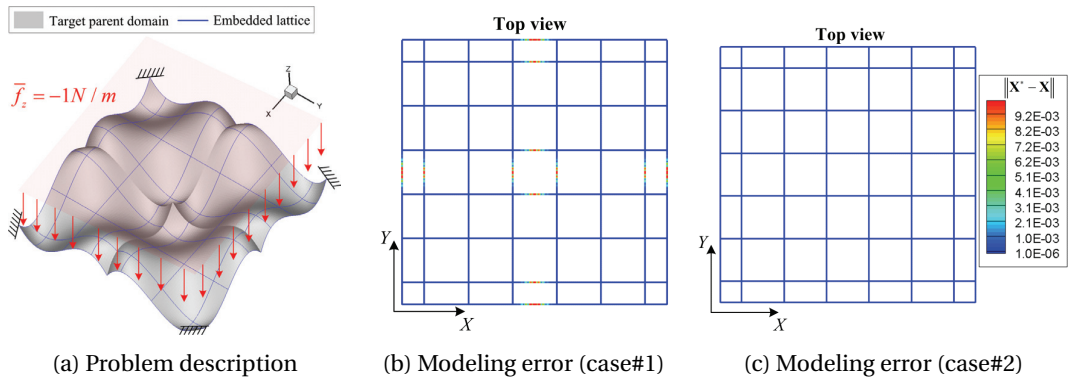 Target parent domain
Embedded lattice
f̅_z = -1N / m
Z
Y
X
(a) Problem description
Top view
Y
X
(b) Modeling error (case#1)
Top view
Y
X
(c) Modeling error (case#2)
‖X* − X‖
9.2E-03
8.2E-03
7.2E-03
6.2E-03
5.2E-03
4.1E-03
3.1E-03
2.1E-03
1.0E-03
1.0E-06